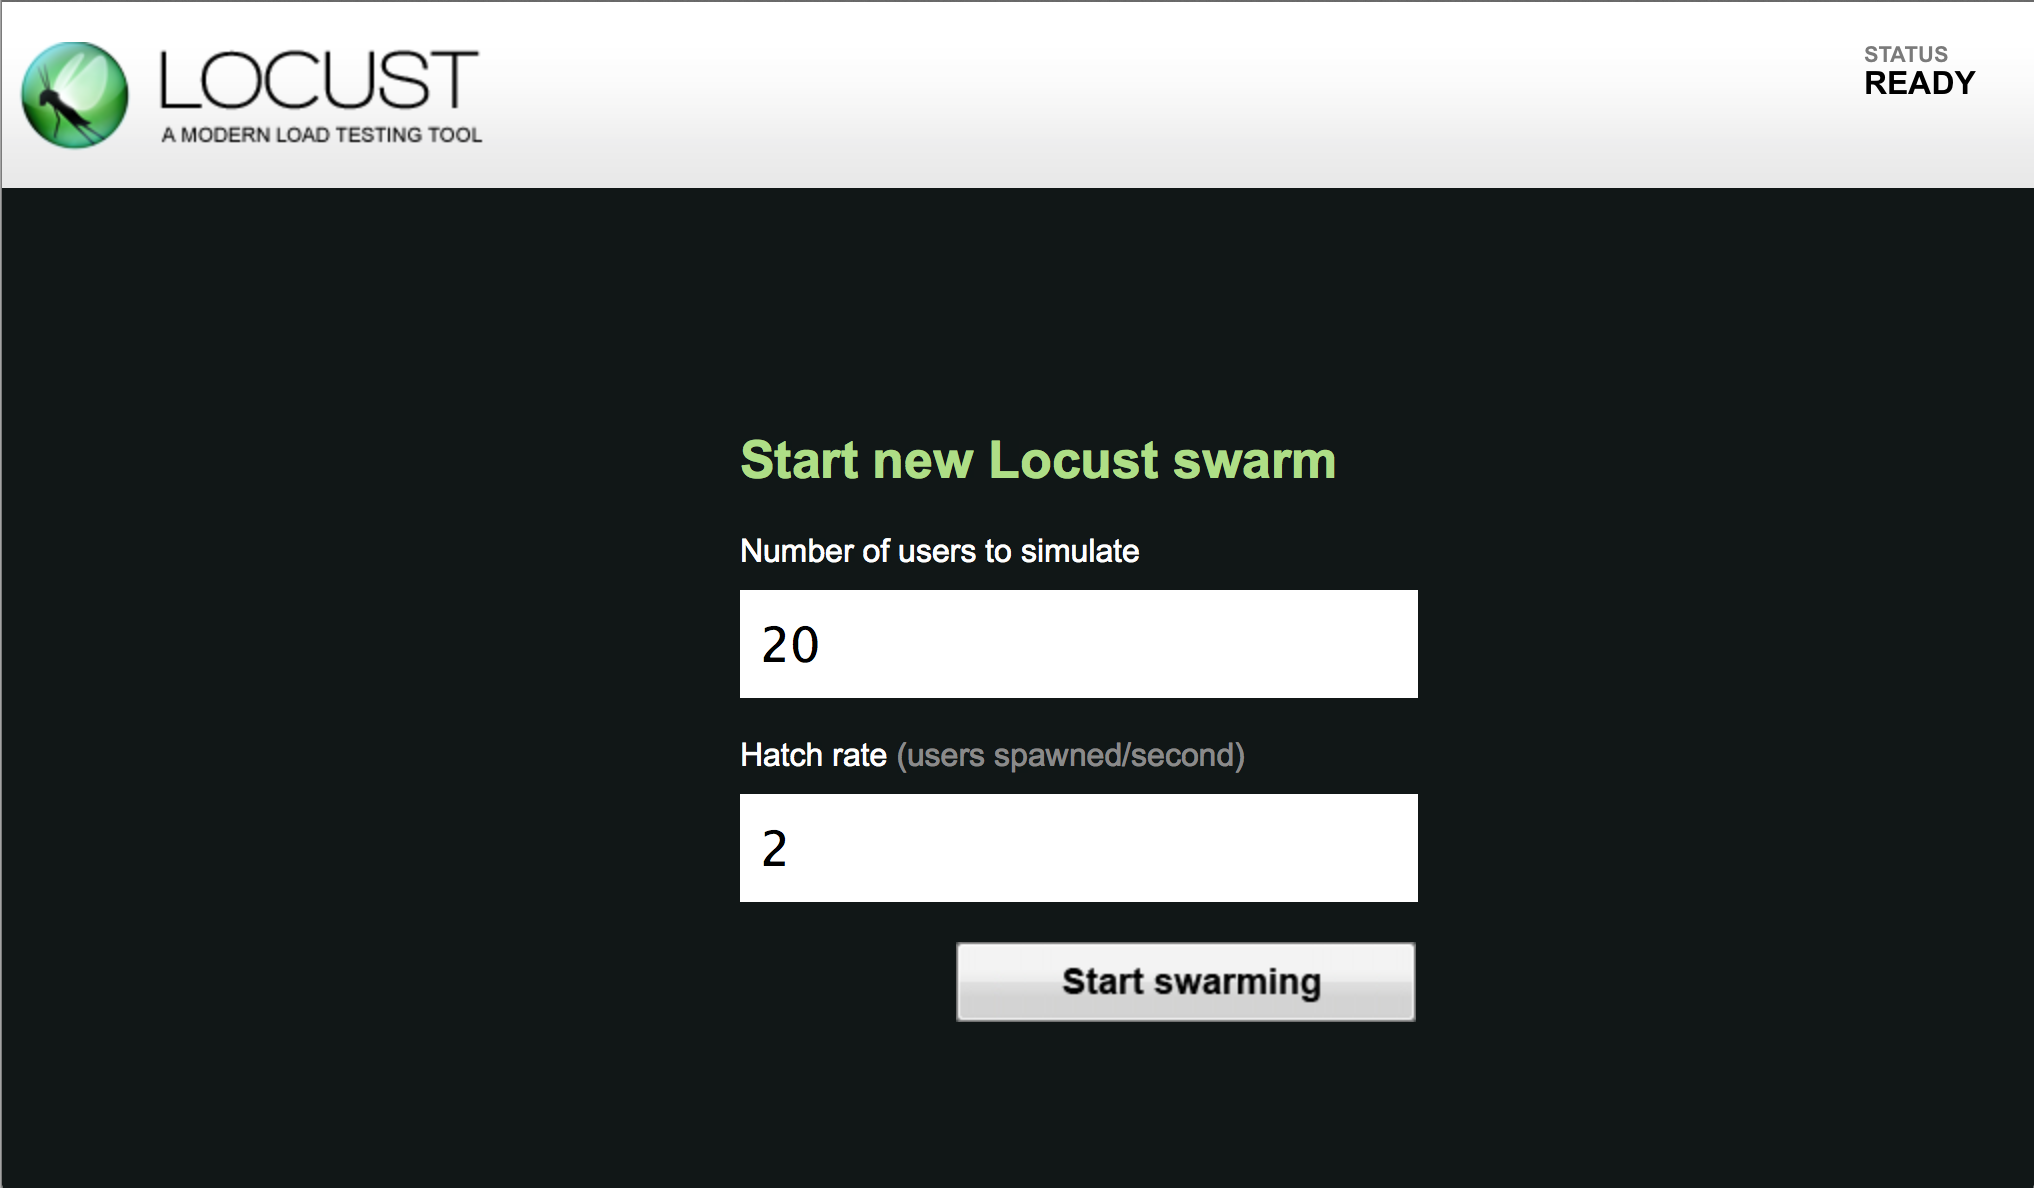 LOCUST
A MODERN LOAD TESTING TOOL
STATUS
READY
Start new Locust swarm
Number of users to simulate
20
Hatch rate (users spawned/second)
2
Start swarming